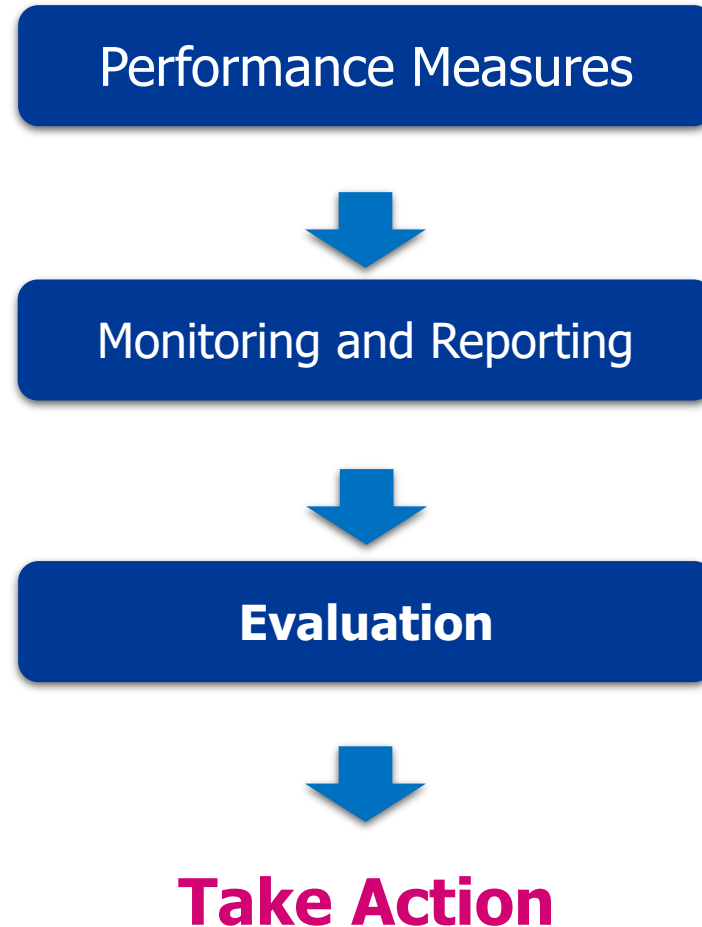 Performance Measures
Monitoring and Reporting
Evaluation
Take Action